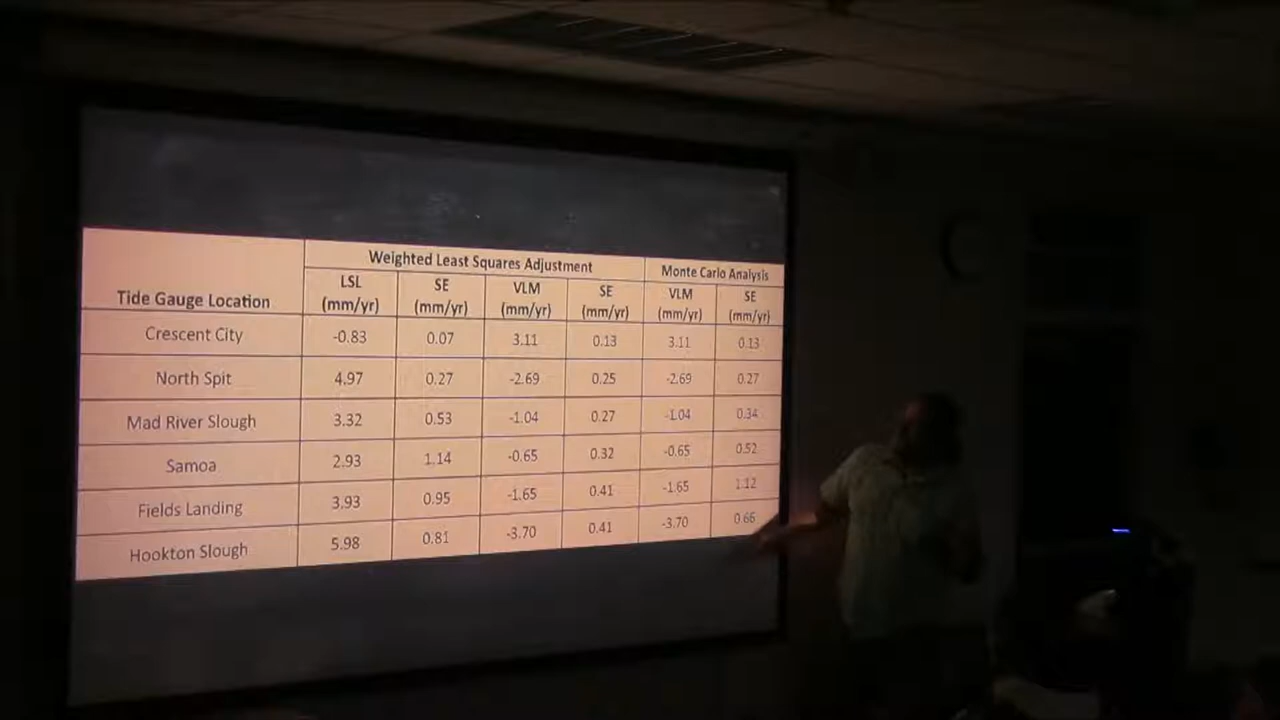 Weighted Least Squares Adjustment Monte Carlo Analysis
Tide Gauge Location LSL (mm/yr) SE (mm/yr) VLM (mm/yr) SE (mm/yr) VLM (mm/yr) SE (mm/yr)
Crescent City -0.83 0.07 3.11 0.13 3.11 0.13
North Spit 4.97 0.27 -2.69 0.25 -2.69 0.27
Mad River Slough 3.32 0.53 -1.04 0.27 -1.04 0.34
Samoa 2.93 1.14 -0.65 0.32 -0.65 0.52
Fields Landing 3.93 0.95 -1.65 0.41 -1.65 1.12
Hookton Slough 5.98 0.81 -3.70 0.41 -3.70 0.66